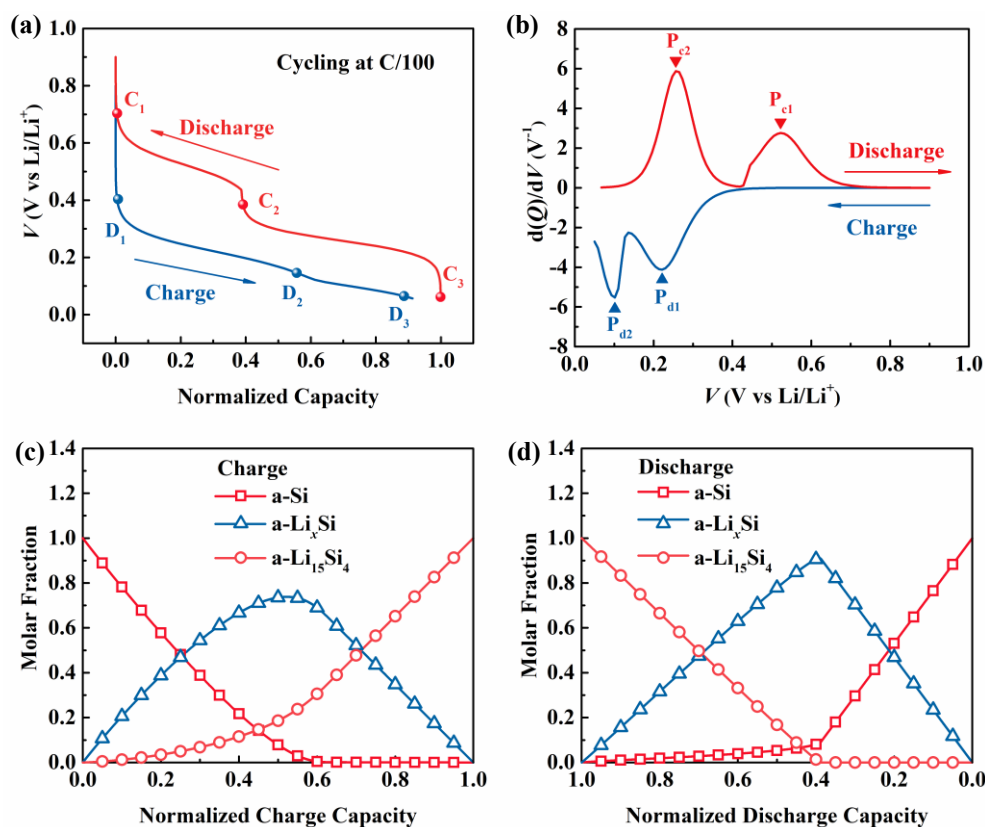 (a)
1.0
0.8
0.6
0.4
0.2
0.0
V (V vs Li/Li⁺)
Cycling at C/100
C₁
Discharge
C₂
D₁
Charge
D₂
C₃
D₃
0.0 0.2 0.4 0.6 0.8 1.0
Normalized Capacity
(b)
8
6
4
2
0
-2
-4
-6
-8
d(Q)/dV (V⁻¹)
P_c2
P_c1
Discharge
Charge
P_d1
P_d2
0.0 0.2 0.4 0.6 0.8 1.0
V (V vs Li/Li⁺)
(c)
1.4
1.2
1.0
0.8
0.6
0.4
0.2
0.0
Molar Fraction
Charge
a-Si
a-LiₓSi
a-Li₁₅Si₄
0.0 0.2 0.4 0.6 0.8 1.0
Normalized Charge Capacity
(d)
1.4
1.2
1.0
0.8
0.6
0.4
0.2
0.0
Molar Fraction
Discharge
a-Si
a-LiₓSi
a-Li₁₅Si₄
1.0 0.8 0.6 0.4 0.2 0.0
Normalized Discharge Capacity